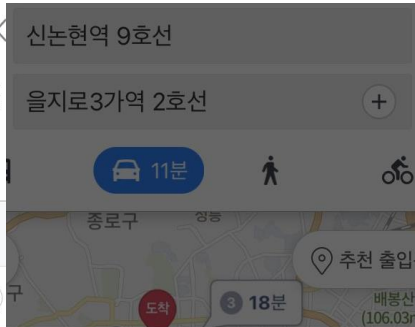 신논현역 9호선
을지로3가역 2호선
11분
종로구
추천 출입
구
3 18분
도착
배봉산
(106.03m